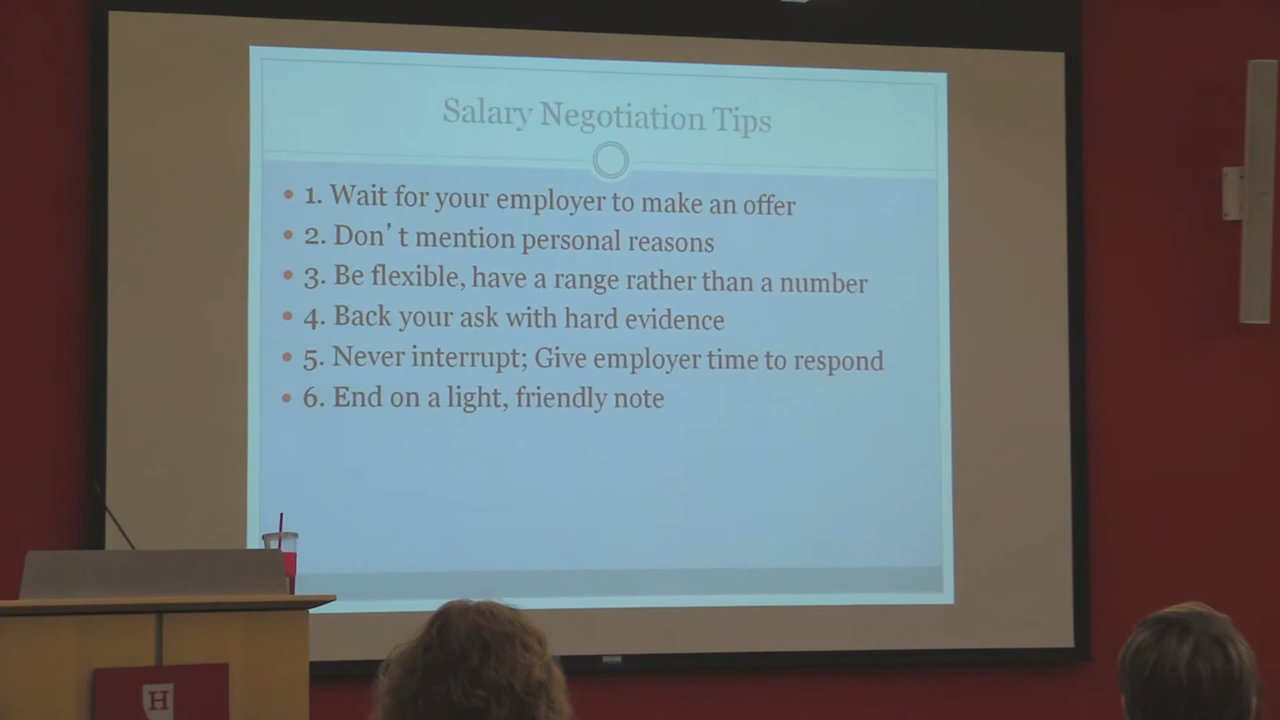 Salary Negotiation Tips
• 1. Wait for your employer to make an offer
• 2. Don't mention personal reasons
• 3. Be flexible, have a range rather than a number
• 4. Back your ask with hard evidence
• 5. Never interrupt; Give employer time to respond
• 6. End on a light, friendly note
H